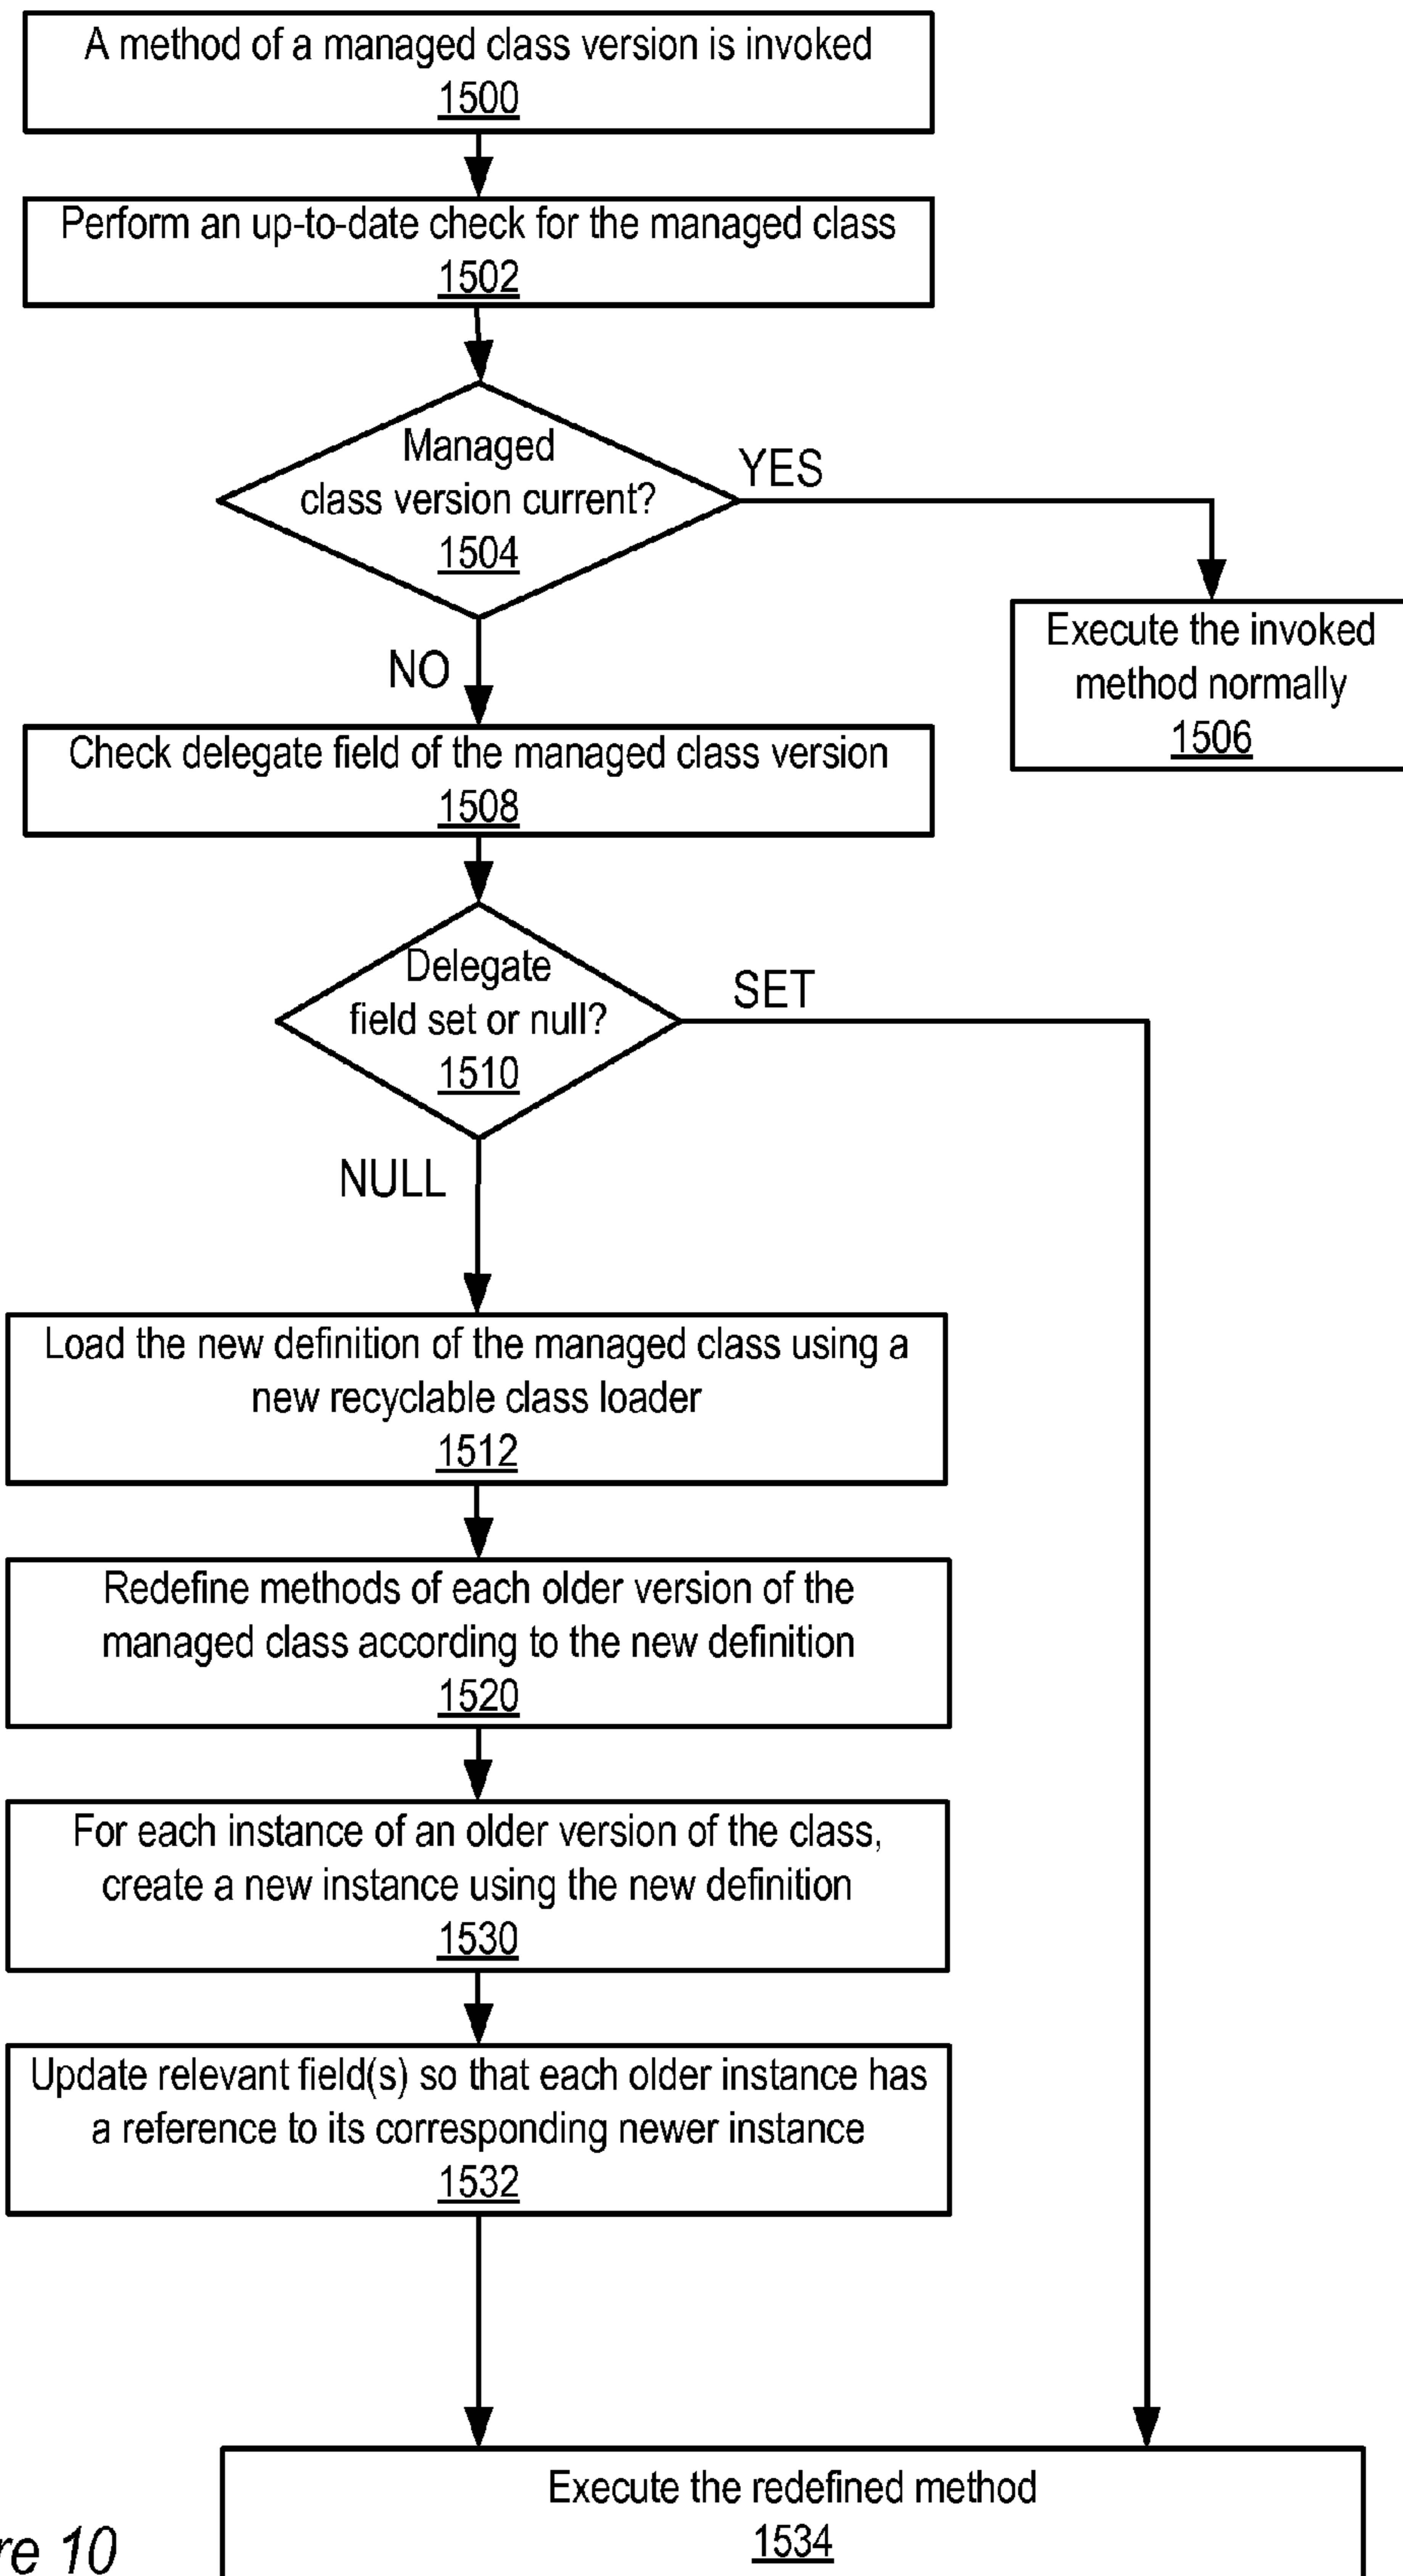 A method of a managed class version is invoked
1500
Perform an up-to-date check for the managed class
1502
Managed
class version current?
1504
YES
NO
Execute the invoked
method normally
1506
Check delegate field of the managed class version
1508
Delegate
field set or null?
1510
SET
NULL
Load the new definition of the managed class using a
new recyclable class loader
1512
Redefine methods of each older version of the
managed class according to the new definition
1520
For each instance of an older version of the class,
create a new instance using the new definition
1530
Update relevant field(s) so that each older instance has
a reference to its corresponding newer instance
1532
Execute the redefined method
1534
re 10